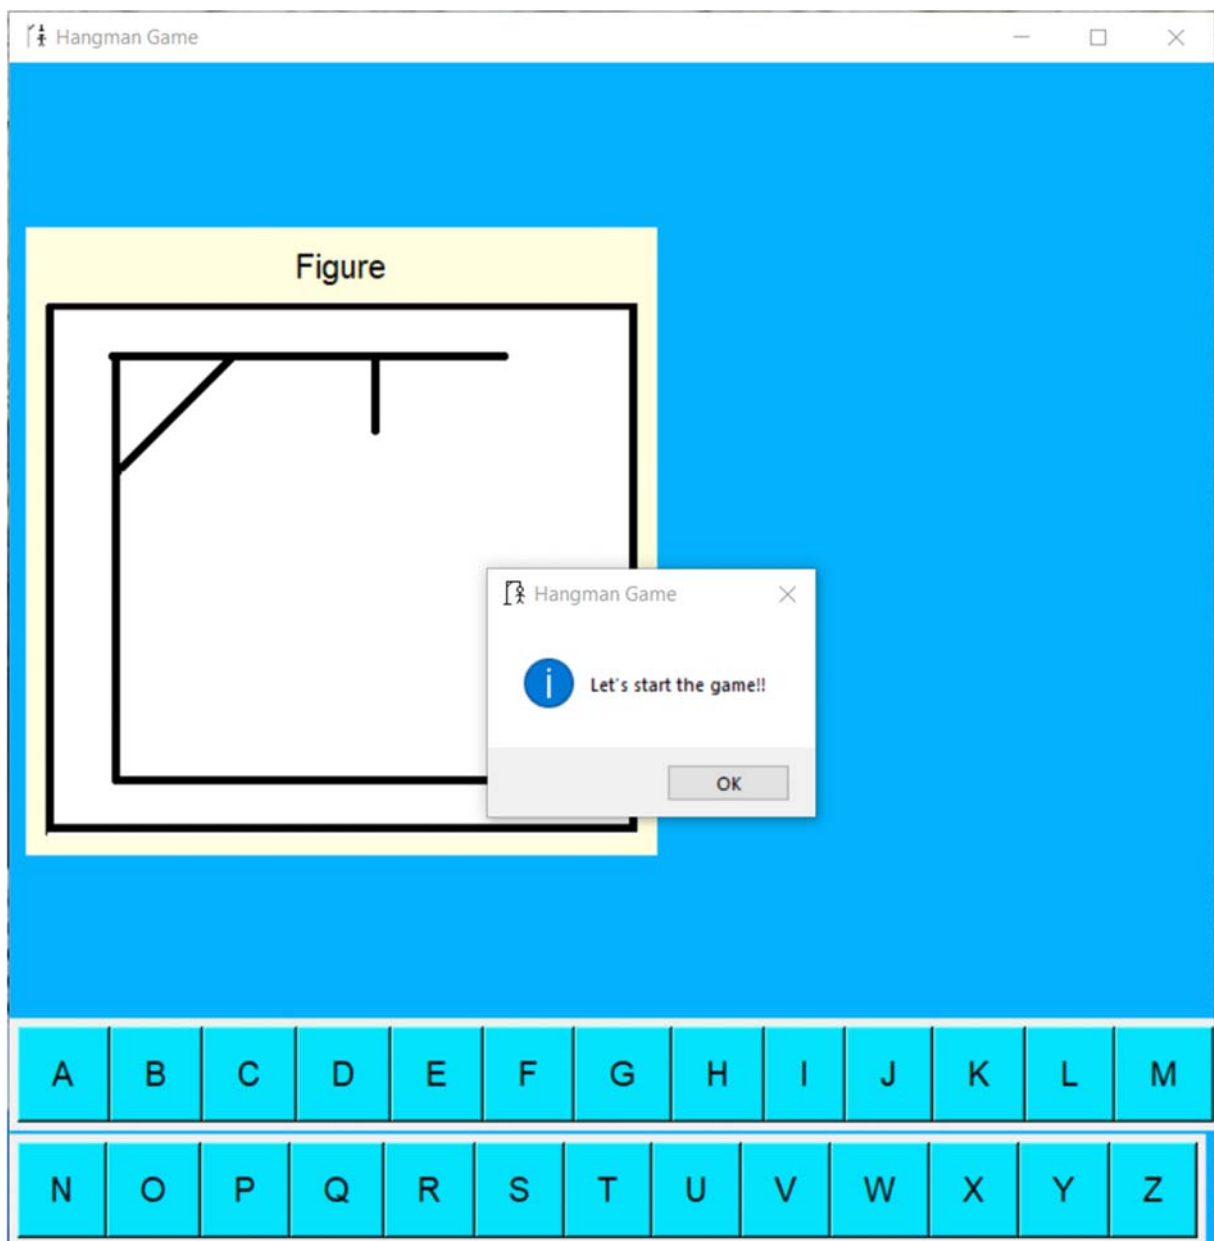 Hangman Game
Figure
Hangman Game
Let's start the game!!
OK
A B C D E F G H I J K L M
N O P Q R S T U V W X Y Z